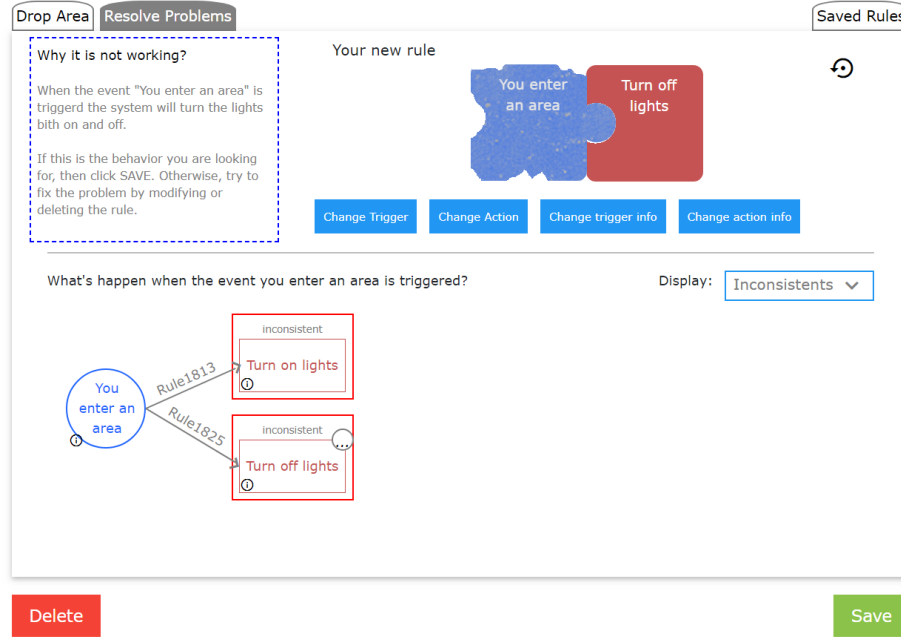 Drop Area
Resolve Problems
Saved Rules
Why it is not working?
When the event "You enter an area" is
triggerd the system will turn the lights
bith on and off.
If this is the behavior you are looking
for, then click SAVE. Otherwise, try to
fix the problem by modifying or
deleting the rule.
Your new rule
You enter
an area
Turn off
lights
Change Trigger
Change Action
Change trigger info
Change action info
What's happen when the event you enter an area is triggered?
Display:
Inconsistents
You
enter an
area
Rule1813
Rule1825
inconsistent
Turn on lights
inconsistent
...
Turn off lights
Delete
Save